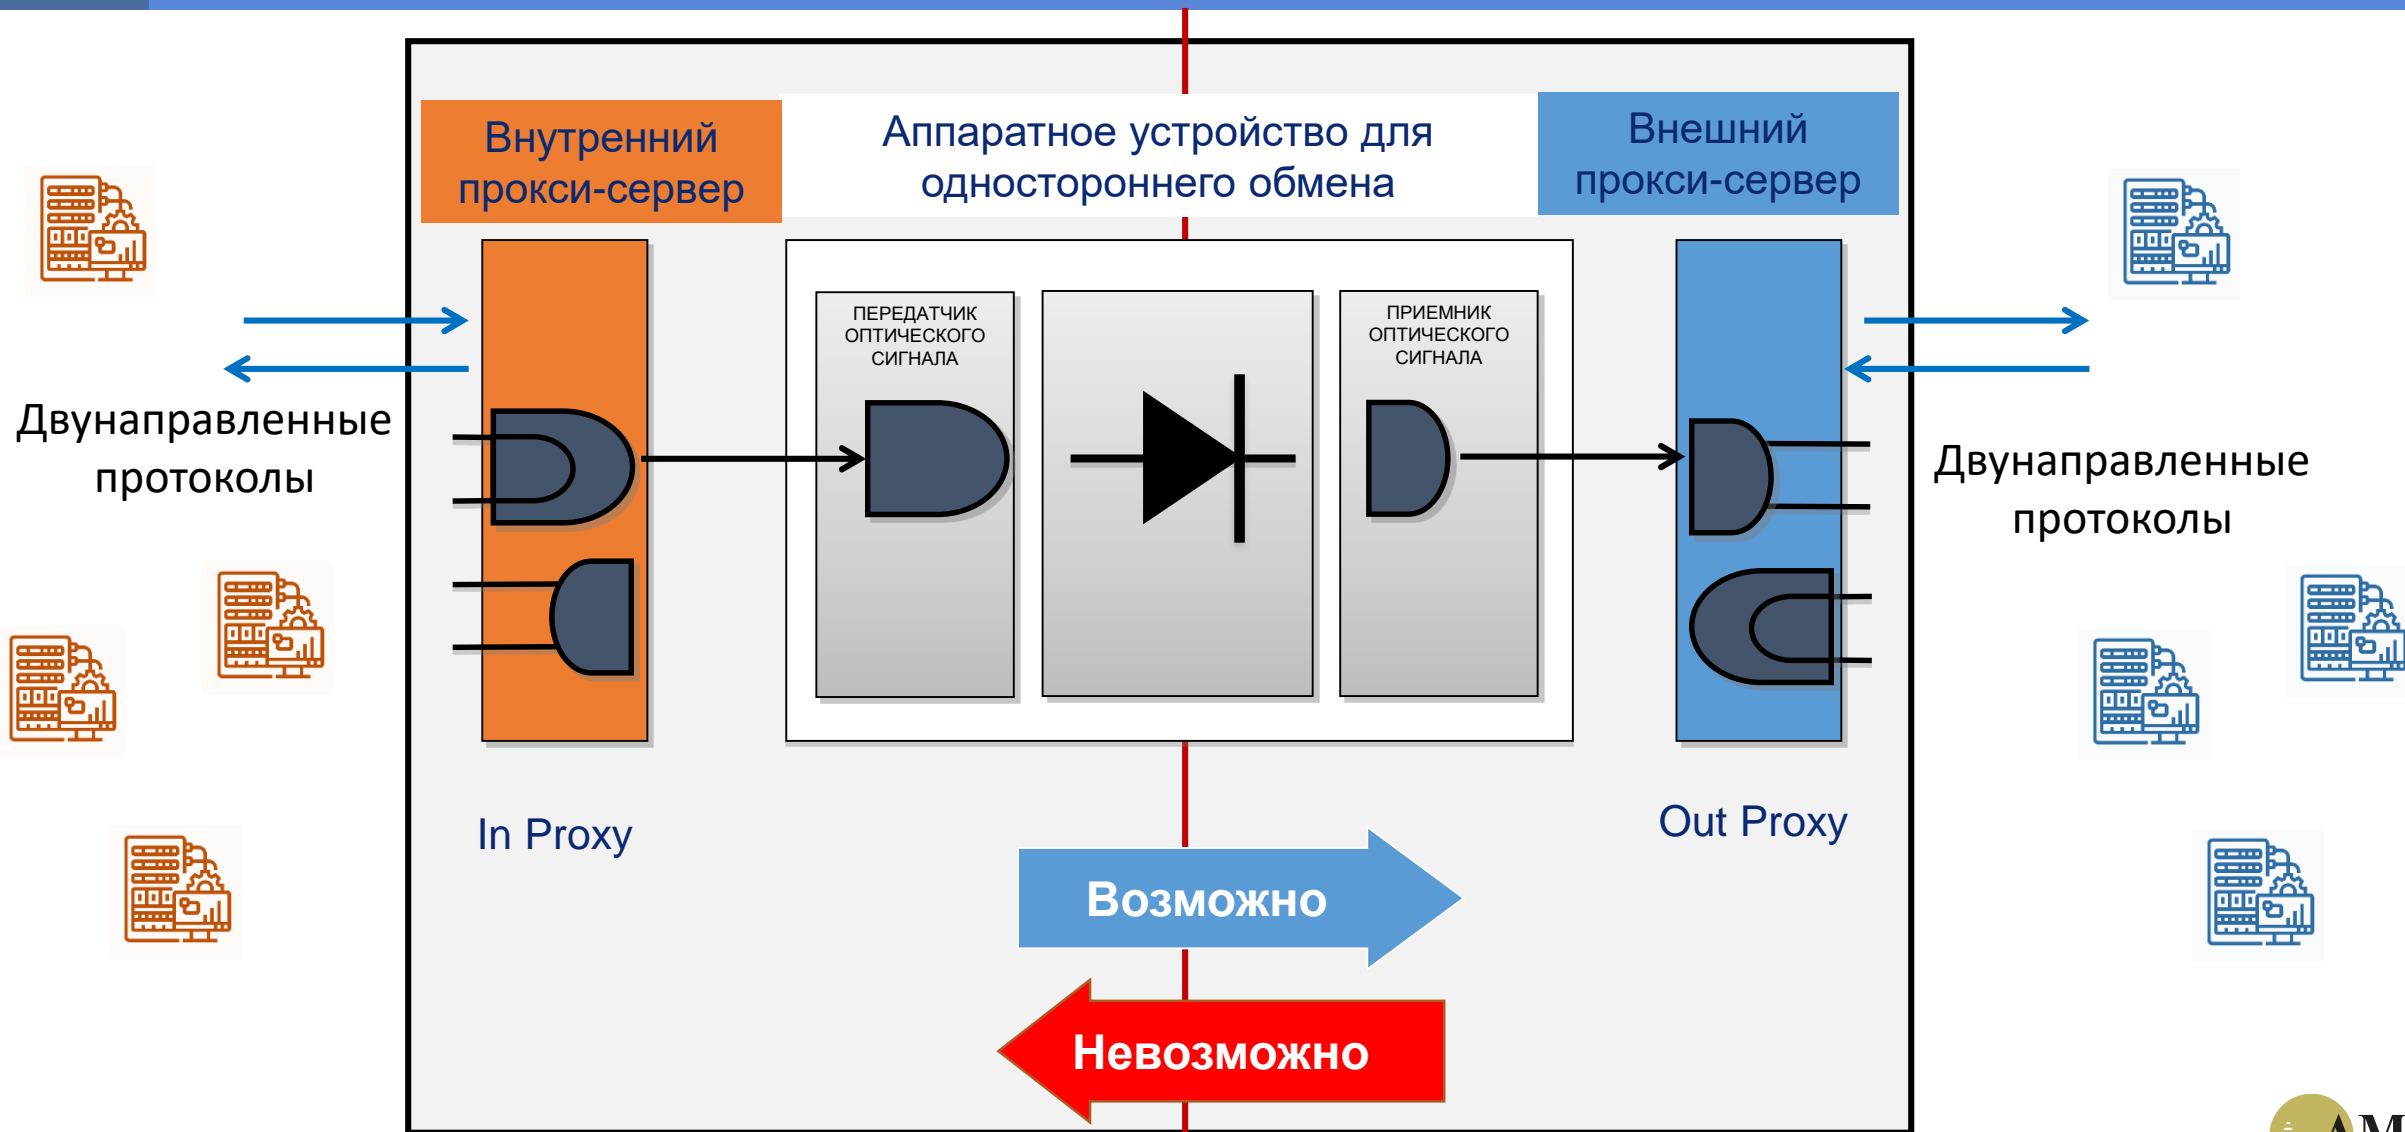 Внутренний
прокси-сервер
Аппаратное устройство для
одностороннего обмена
Внешний
прокси-сервер
ПЕРЕДАТЧИК
ОПТИЧЕСКОГО
СИГНАЛА
ПРИЕМНИК
ОПТИЧЕСКОГО
СИГНАЛА
Двунаправленные
протоколы
Двунаправленные
протоколы
In Proxy
Out Proxy
Возможно
Невозможно